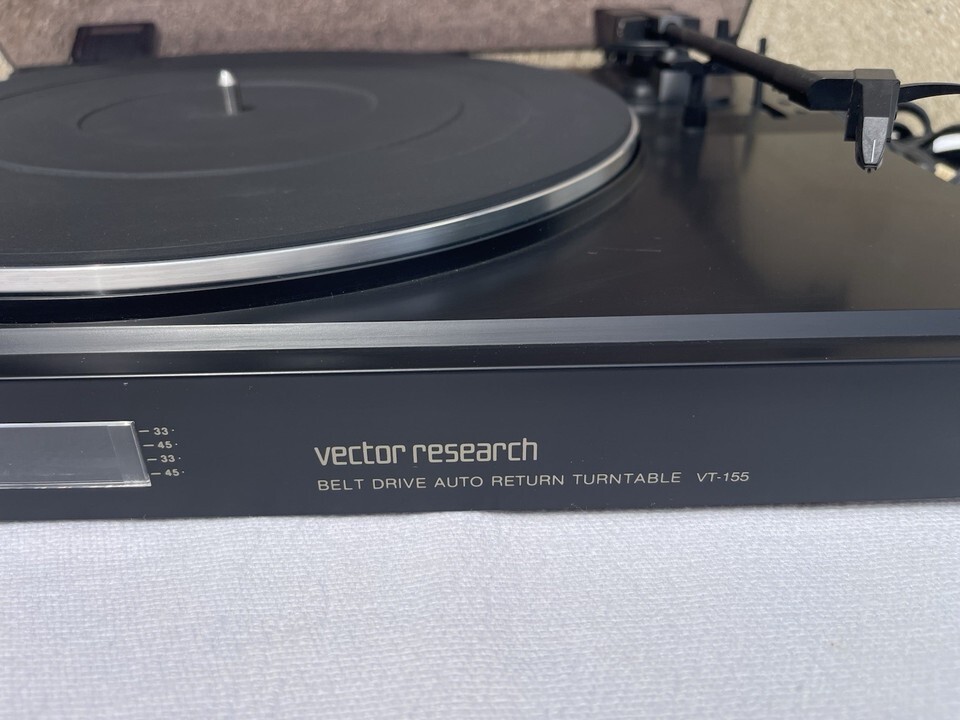 – 33 ·
– 45 ·
– 33 ·
– 45 ·
vector research
BELT DRIVE AUTO RETURN TURNTABLE VT-155